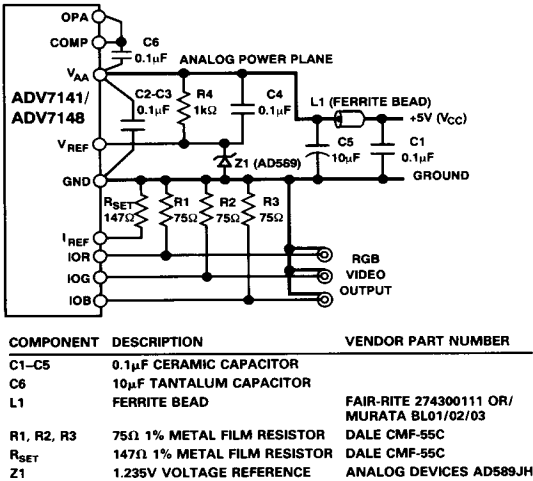 OPA
COMP
C6
0.1µF
ANALOG POWER PLANE
VAA
ADV7141/
ADV7148
C2-C3
0.1µF
R4
1kΩ
C4
0.1µF
L1 (FERRITE BEAD)
+5V (VCC)
C5
10µF
C1
0.1µF
VREF
Z1 (AD589)
GND
GROUND
RSET
147Ω
R1
75Ω
R2
75Ω
R3
75Ω
IREF
IOR
IOG
IOB
RGB
VIDEO
OUTPUT
COMPONENT DESCRIPTION VENDOR PART NUMBER
C1–C5 0.1µF CERAMIC CAPACITOR
C6 10µF TANTALUM CAPACITOR
L1 FERRITE BEAD FAIR-RITE 274300111 OR/
MURATA BL01/02/03
R1, R2, R3 75Ω 1% METAL FILM RESISTOR DALE CMF-55C
RSET 147Ω 1% METAL FILM RESISTOR DALE CMF-55C
Z1 1.235V VOLTAGE REFERENCE ANALOG DEVICES AD589JH